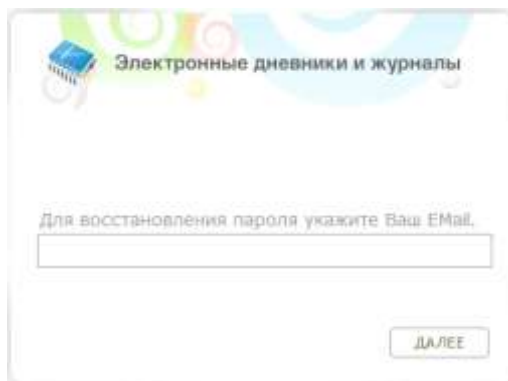 Электронные дневники и журналы
Для восстановления пароля укажите Ваш EMail.
ДАЛЕЕ